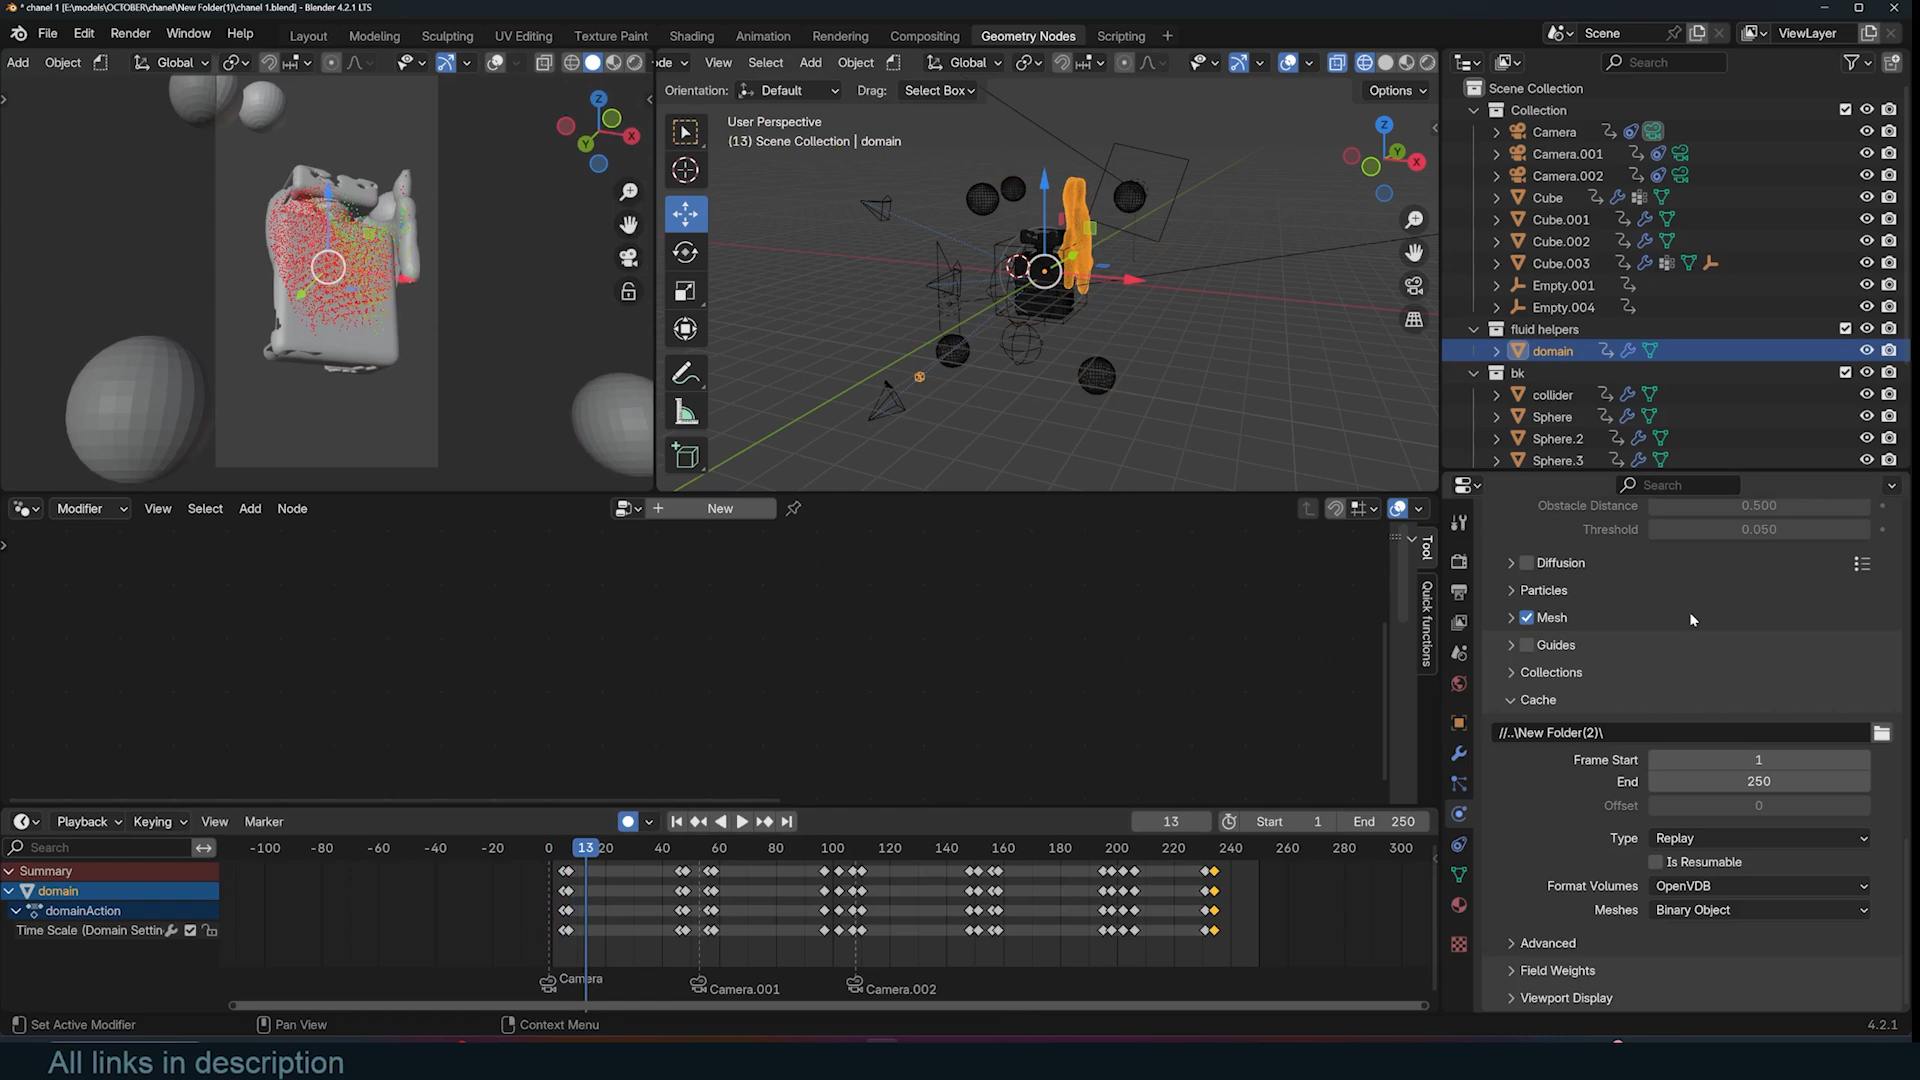 * chanel 1 [E:\models\OCTOBER\chanel\New Folder(1)\chanel 1.blend] - Blender 4.2.1 LTS
File Edit Render Window Help
Layout Modeling Sculpting UV Editing Texture Paint Shading Animation Rendering Compositing Geometry Nodes Scripting +
Scene ViewLayer
Add Object Global
de View Select Add Object Global
Search
Orientation: Default Drag: Select Box Options
User Perspective
(13) Scene Collection | domain
Z
X
Y
Z
Y
X
Scene Collection
Collection
Camera
Camera.001
Camera.002
Cube
Cube.001
Cube.002
Cube.003
Empty.001
Empty.004
fluid helpers
domain
bk
collider
Sphere
Sphere.2
Sphere.3
Search
Modifier View Select Add Node
+ New
Tool
Quick functions
Obstacle Distance 0.500
Threshold 0.050
Diffusion
Particles
Mesh
Guides
Collections
Cache
//..\New Folder(2)\
Frame Start 1
End 250
Offset 0
Type Replay
Is Resumable
Format Volumes OpenVDB
Meshes Binary Object
Advanced
Field Weights
Viewport Display
Playback Keying View Marker
13 Start 1 End 250
Search
-100 -80 -60 -40 -20 0 13 20 40 60 80 100 120 140 160 180 200 220 240 260 280 300
Summary
domain
domainAction
Time Scale (Domain Settin
Camera
Camera.001
Camera.002
Set Active Modifier Pan View Context Menu
4.2.1
All links in description